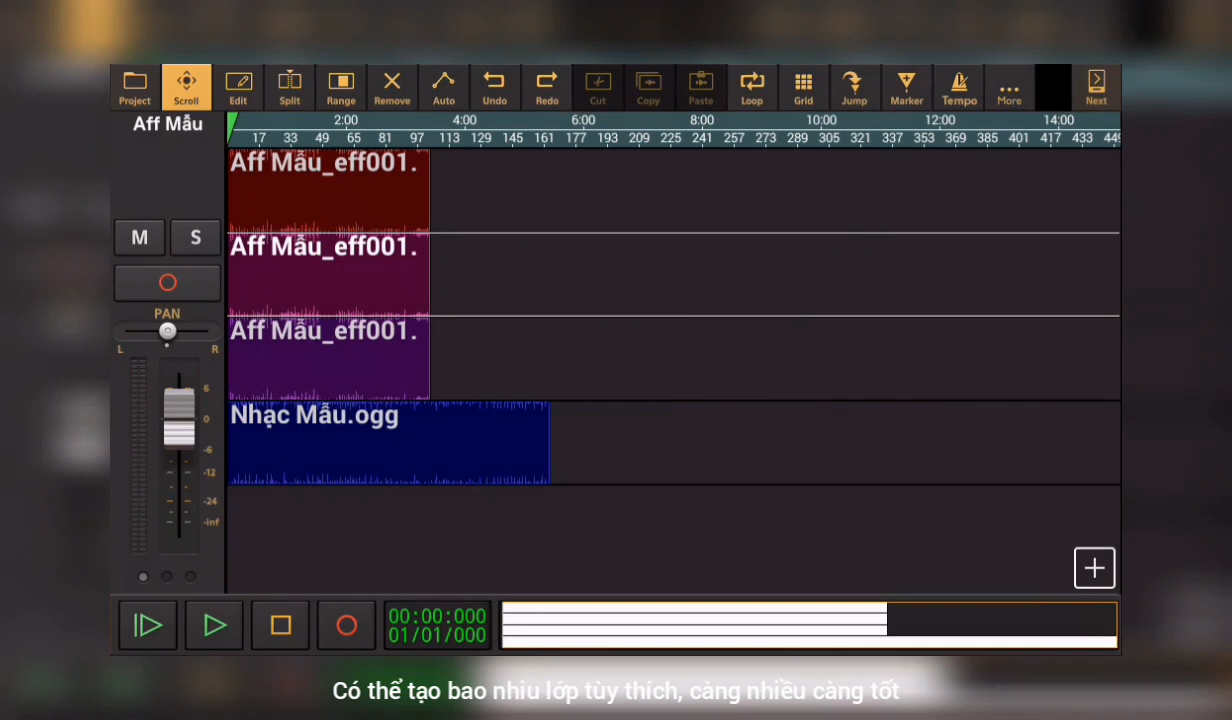 Project Scroll Edit Split Range Remove Auto Undo Redo Cut Copy Paste Loop Grid Jump Marker Tempo More Next
Aff Mẫu
2:00 4:00 6:00 8:00 10:00 12:00 14:00
17 33 49 65 81 97 113 129 145 161 177 193 209 225 241 257 273 289 305 321 337 353 369 385 401 417 433 449
Aff Mẫu_eff001.
M S
Aff Mẫu_eff001.
PAN
L R
Aff Mẫu_eff001.
6
0
-6
-12
-24
-inf
Nhạc Mẫu.ogg
00:00:000
01/01/000
Có thể tạo bao nhiu lớp tùy thích, càng nhiều càng tốt